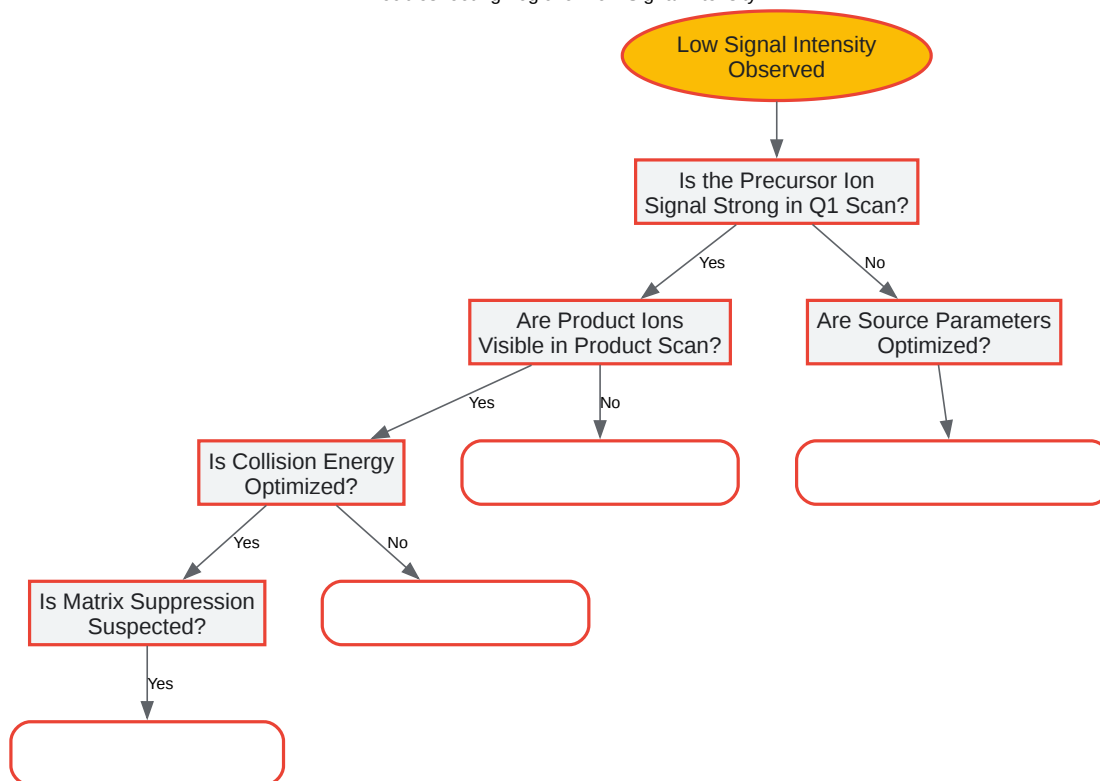 Low Signal Intensity
Observed
Is the Precursor Ion
Signal Strong in Q1 Scan?
Yes
No
Are Product Ions
Visible in Product Scan?
Are Source Parameters
Optimized?
Yes
No
Is Collision Energy
Optimized?
Yes
No
Is Matrix Suppression
Suspected?
Yes